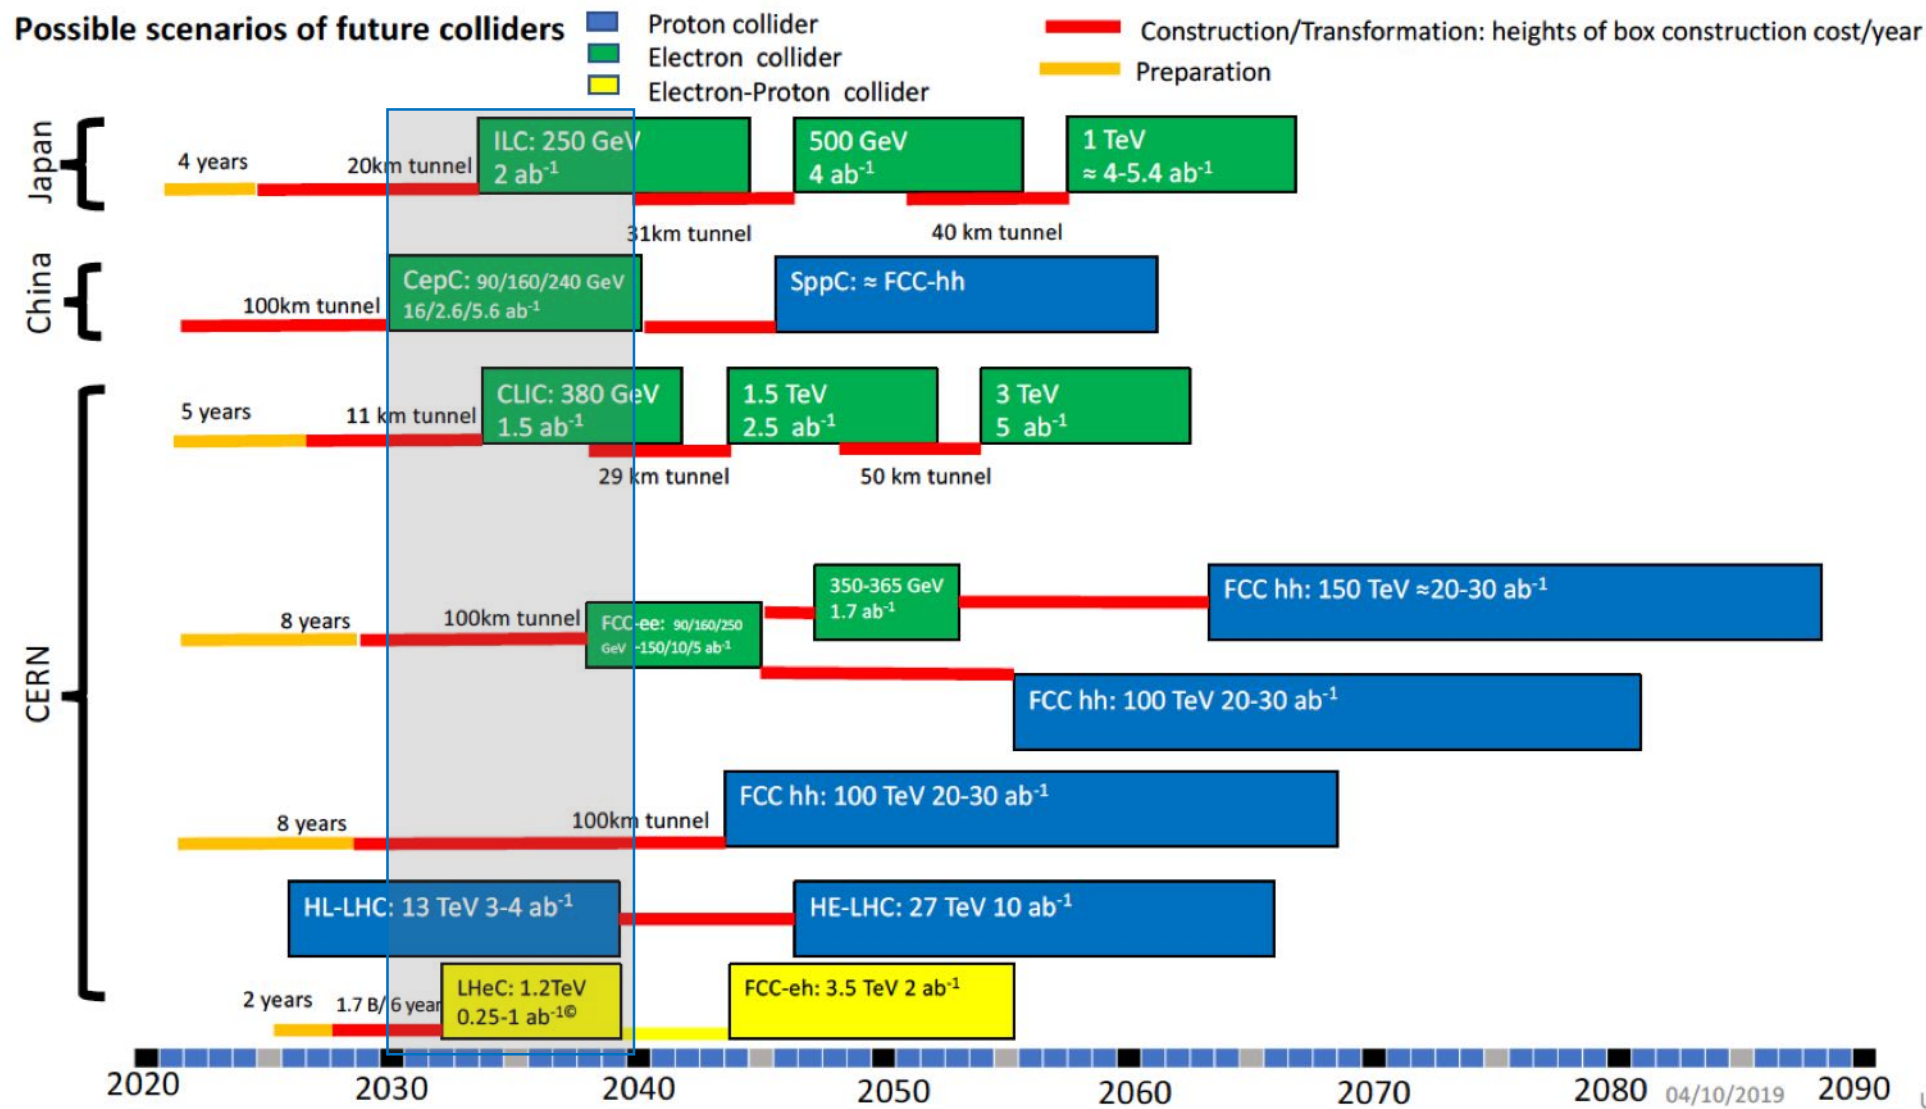 Possible scenarios of future colliders
Proton collider
Electron collider
Electron-Proton collider
Construction/Transformation: heights of box construction cost/year
Preparation
Japan
4 years
20km tunnel
ILC: 250 GeV
2 ab-1
500 GeV
4 ab-1
1 TeV
≈ 4-5.4 ab-1
31km tunnel
40 km tunnel
China
100km tunnel
CepC: 90/160/240 GeV
16/2.6/5.6 ab-1
SppC: ≈ FCC-hh
CERN
5 years
11 km tunnel
CLIC: 380 GeV
1.5 ab-1
1.5 TeV
2.5 ab-1
3 TeV
5 ab-1
29 km tunnel
50 km tunnel
8 years
100km tunnel
FCC-ee: 90/160/250
GeV -150/10/5 ab-1
350-365 GeV
1.7 ab-1
FCC hh: 150 TeV ≈20-30 ab-1
FCC hh: 100 TeV 20-30 ab-1
8 years
100km tunnel
FCC hh: 100 TeV 20-30 ab-1
HL-LHC: 13 TeV 3-4 ab-1
HE-LHC: 27 TeV 10 ab-1
2 years
1.7 B/ 6 year
LHeC: 1.2TeV
0.25-1 ab-1©
FCC-eh: 3.5 TeV 2 ab-1
2020 2030 2040 2050 2060 2070 2080 2090
04/10/2019